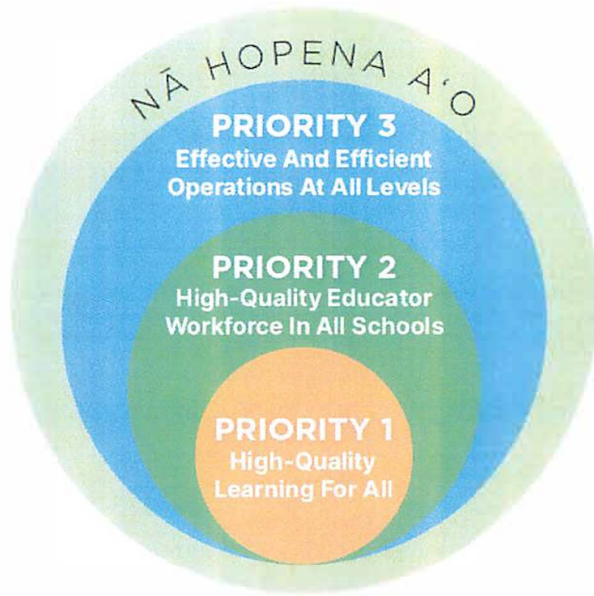 NĀ HOPENA AʻO
PRIORITY 3
Effective And Efficient
Operations At All Levels
PRIORITY 2
High-Quality Educator
Workforce In All Schools
PRIORITY 1
High-Quality
Learning For All